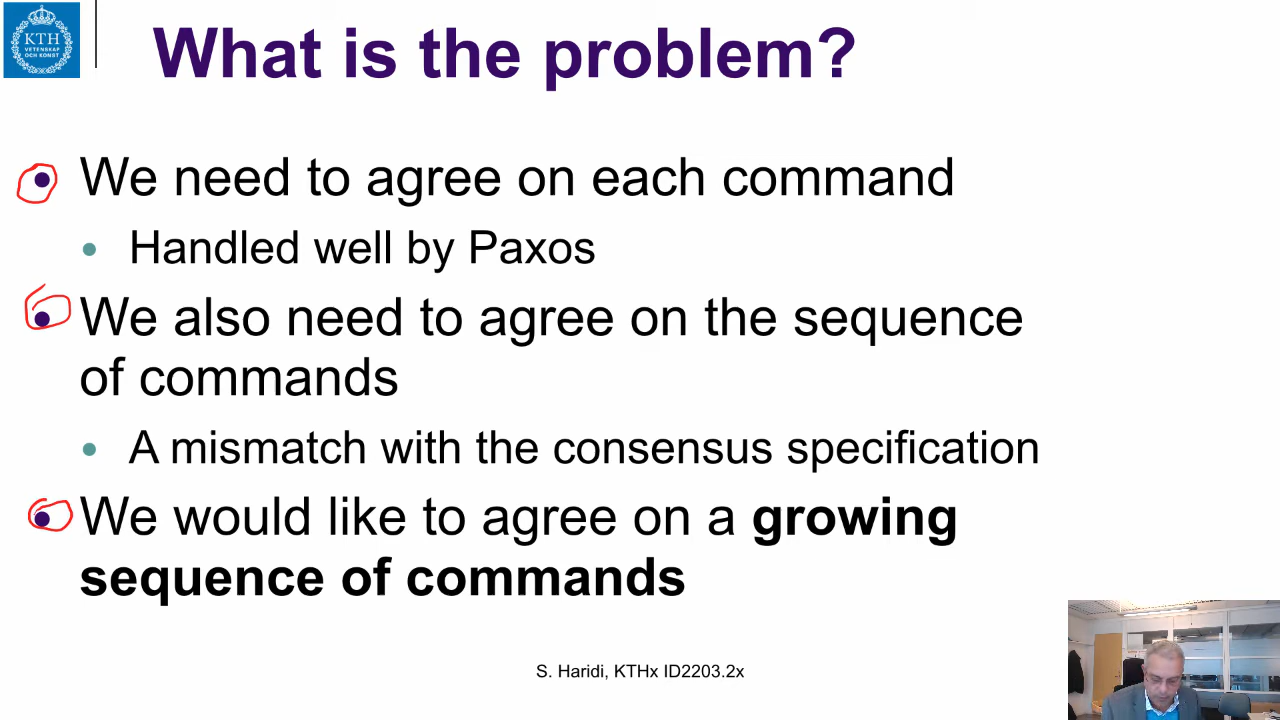 KTH
VETENSKAP
OCH KONST
What is the problem?
We need to agree on each command
Handled well by Paxos
We also need to agree on the sequence
of commands
A mismatch with the consensus specification
We would like to agree on a growing
sequence of commands
S. Haridi, KTHx ID2203.2x